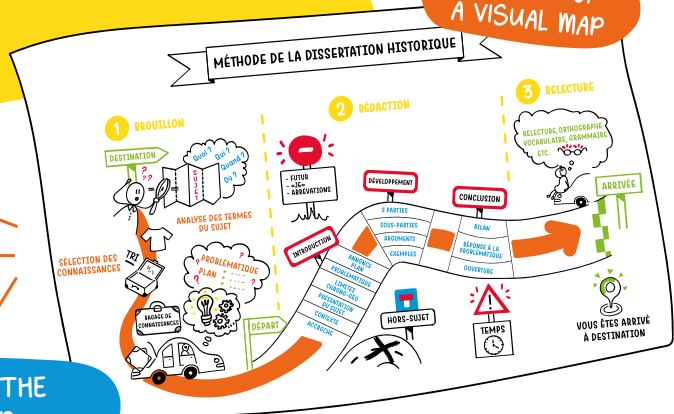 A VISUAL MAP
MÉTHODE DE LA DISSERTATION HISTORIQUE
1 BROUILLON
DESTINATION
?
? ?
SUJET
Quoi ?
Qui ?
Quand ?
Où ?
ANALYSE DES TERMES
DU SUJET
SÉLECTION DES
CONNAISSANCES
TRI
? PROBLÉMATIQUE ?
PLAN
BAGAGE DE
CONNAISSANCES
DÉPART
2 RÉDACTION
- FUTUR
- «JE»
- ABRÉVIATIONS
INTRODUCTION
ANNONCE
PLAN
PROBLÉMATIQUE
LIMITES
CHRONO-GÉO
PRÉSENTATION
DU SUJET
CONTEXTE
ACCROCHE
DÉVELOPPEMENT
3 PARTIES
SOUS-PARTIES
ARGUMENTS
EXEMPLES
CONCLUSION
BILAN
RÉPONSE À LA
PROBLÉMATIQUE
OUVERTURE
HORS-SUJET
!
TEMPS
3 RELECTURE
RELECTURE, ORTHOGRAPHE
VOCABULAIRE, GRAMMAIRE
ETC.
ARRIVÉE
VOUS ÊTES ARRIVÉ
À DESTINATION
THE